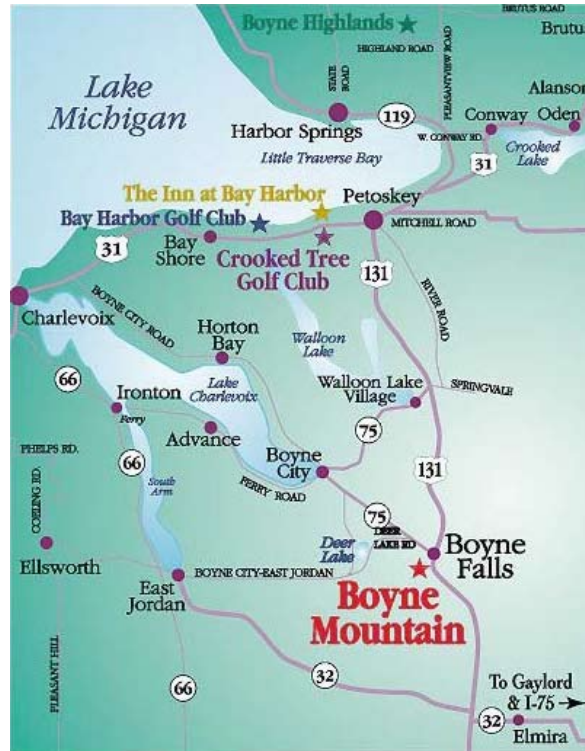 Boyne Highlands
BRUTUS ROAD
Brutu
HIGHLAND ROAD
STATE
ROAD
PLEASANTVIEW ROAD
Lake
Michigan
Alanson
Harbor Springs
119
Conway
Oden
W. CONWAY RD.
Crooked
Lake
31
Little Traverse Bay
The Inn at Bay Harbor
Petoskey
Bay Harbor Golf Club
MITCHELL ROAD
31
Bay
Shore
Crooked Tree
Golf Club
131
RIVER ROAD
Charlevoix
BOYNE CITY ROAD
Horton
Bay
Walloon
Lake
66
Ironton
Ferry
Lake
Charlevoix
Walloon Lake
Village
SPRINGVALE
Advance
75
PHELPS RD.
COELING RD.
66
South
Arm
FERRY ROAD
Boyne
City
131
75
DEER
LAKE RD
Deer
Lake
Boyne
Falls
Ellsworth
BOYNE CITY-EAST JORDAN
East
Jordan
Boyne
Mountain
PLEASANT HILL
66
32
To Gaylord
& I-75
32
Elmira